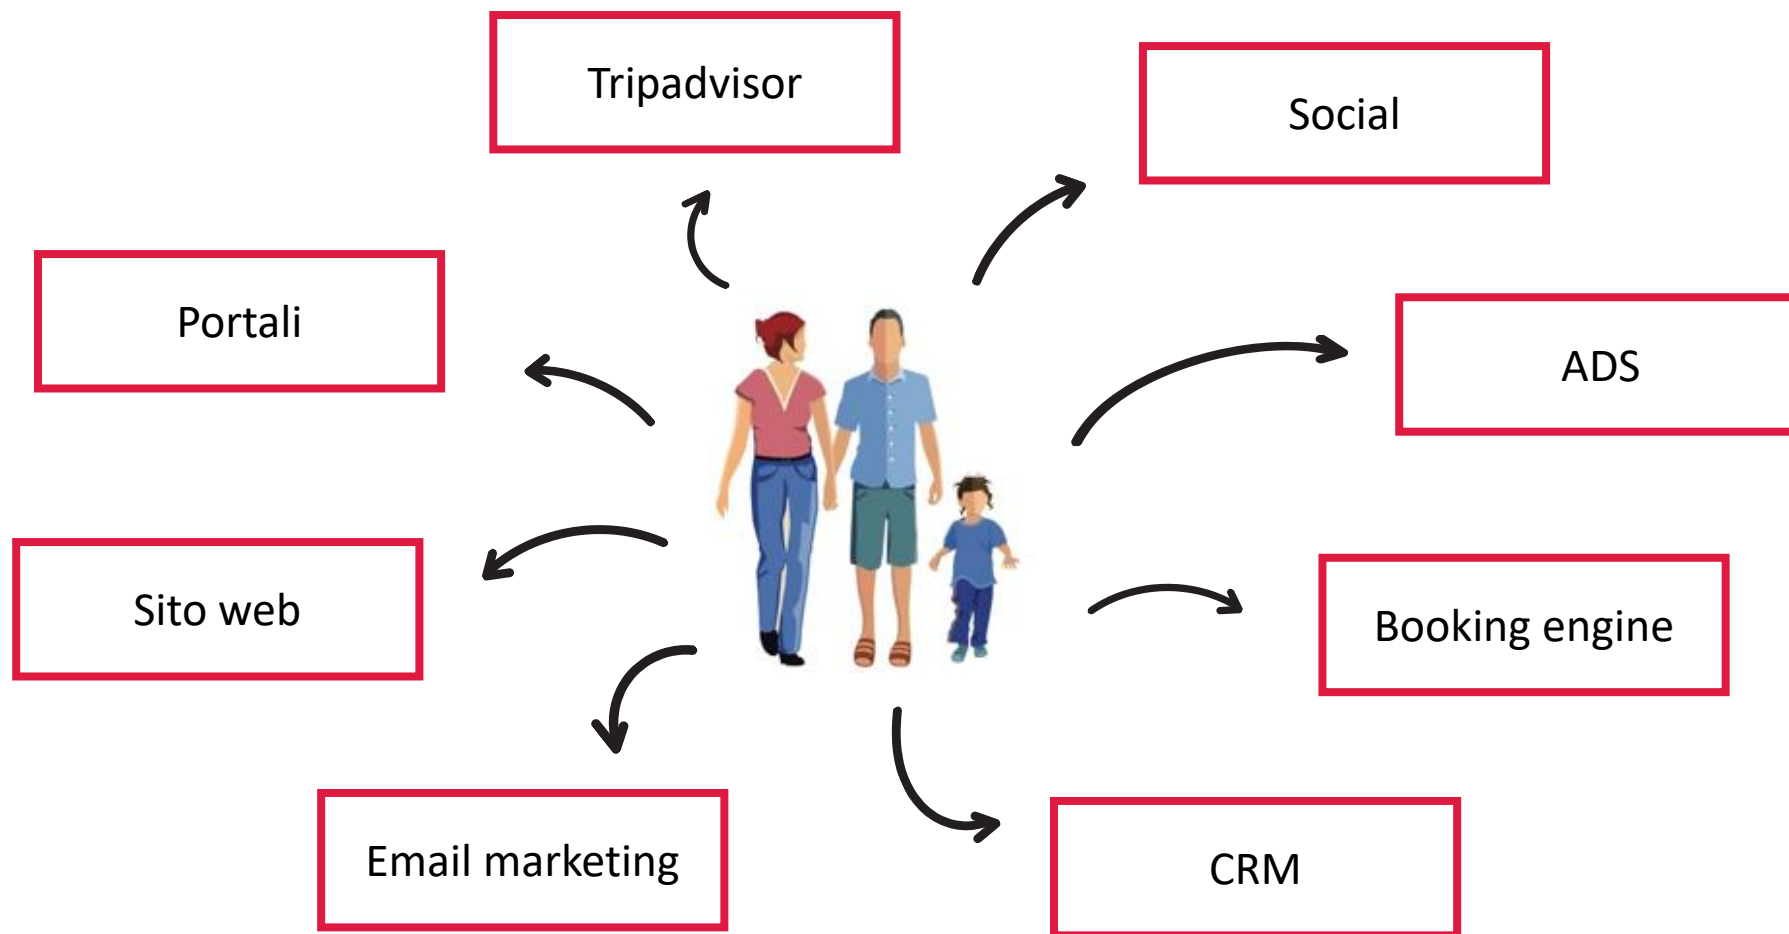 Tripadvisor
Social
Portali
ADS
Sito web
Booking engine
Email marketing
CRM